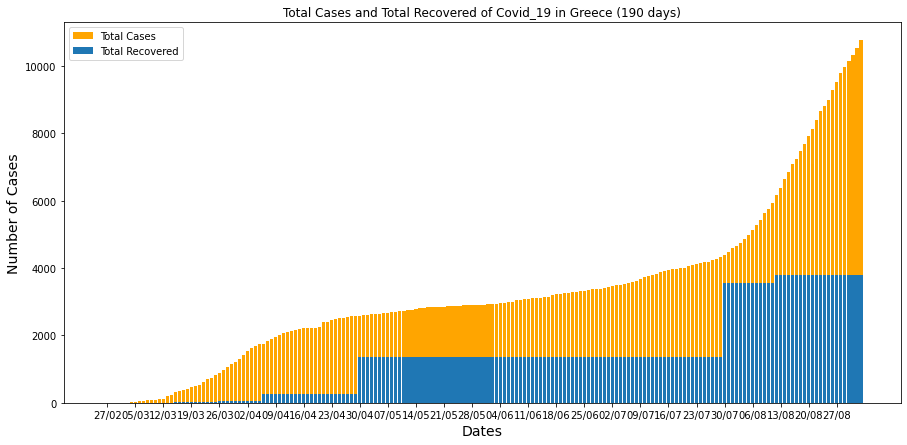 Total Cases and Total Recovered of Covid_19 in Greece (190 days)
Total Cases
Total Recovered
10000
8000
6000
4000
2000
0
Number of Cases
27/02 05/03 12/03 19/03 26/03 02/04 09/04 16/04 23/04 30/04 07/05 14/05 21/05 28/05 04/06 11/06 18/06 25/06 02/07 09/07 16/07 23/07 30/07 06/08 13/08 20/08 27/08
Dates